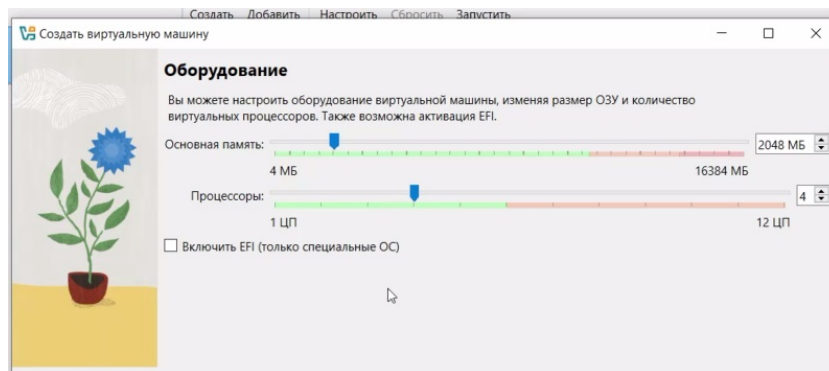 Создать Добавить Настроить Сбросить Запустить
Создать виртуальную машину
Оборудование
Вы можете настроить оборудование виртуальной машины, изменяя размер ОЗУ и количество
виртуальных процессоров. Также возможна активация EFI.
Основная память: 2048 МБ
4 МБ 16384 МБ
Процессоры: 4
1 ЦП 12 ЦП
Включить EFI (только специальные ОС)